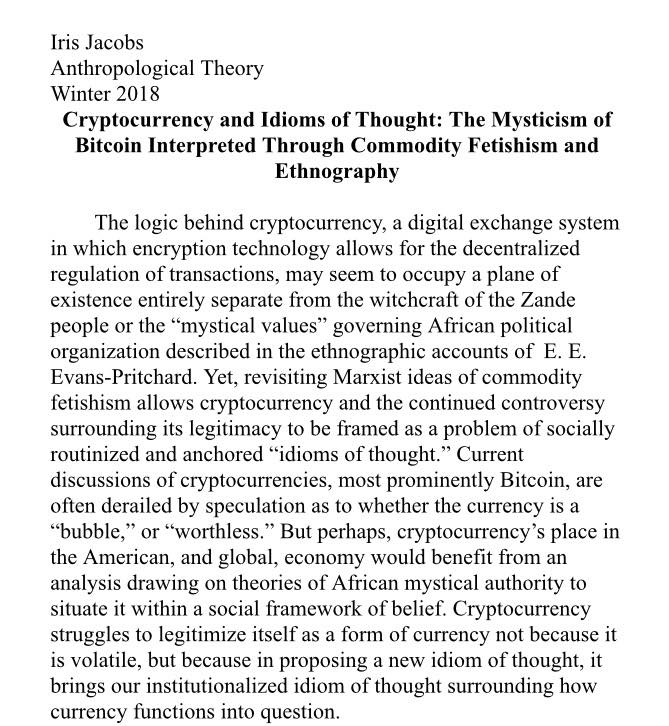 Iris Jacobs
Anthropological Theory
Winter 2018
Cryptocurrency and Idioms of Thought: The Mysticism of
Bitcoin Interpreted Through Commodity Fetishism and
Ethnography
The logic behind cryptocurrency, a digital exchange system
in which encryption technology allows for the decentralized
regulation of transactions, may seem to occupy a plane of
existence entirely separate from the witchcraft of the Zande
people or the “mystical values” governing African political
organization described in the ethnographic accounts of  E. E.
Evans-Pritchard. Yet, revisiting Marxist ideas of commodity
fetishism allows cryptocurrency and the continued controversy
surrounding its legitimacy to be framed as a problem of socially
routinized and anchored “idioms of thought.” Current
discussions of cryptocurrencies, most prominently Bitcoin, are
often derailed by speculation as to whether the currency is a
“bubble,” or “worthless.” But perhaps, cryptocurrency’s place in
the American, and global, economy would benefit from an
analysis drawing on theories of African mystical authority to
situate it within a social framework of belief. Cryptocurrency
struggles to legitimize itself as a form of currency not because it
is volatile, but because in proposing a new idiom of thought, it
brings our institutionalized idiom of thought surrounding how
currency functions into question.